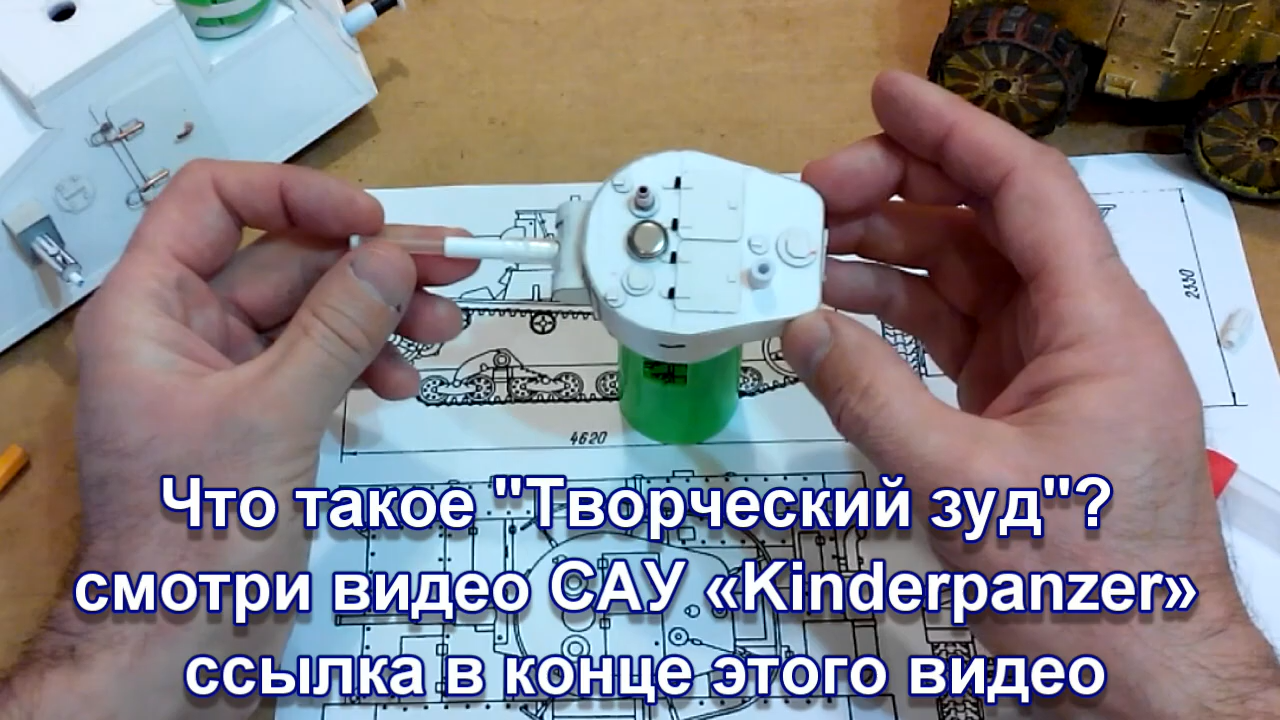 2330
4620
Что такое "Творческий зуд"?
смотри видео САУ «Kinderpanzer»
ссылка в конце этого видео